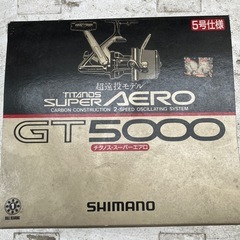 5号仕様
超遠投モデル
TITANOS
SUPER AERO
CARBON CONSTRUCTION 2-SPEED OSCILLATING SYSTEM
GT5000
チタノス・スーパーエアロ
SHIMANO